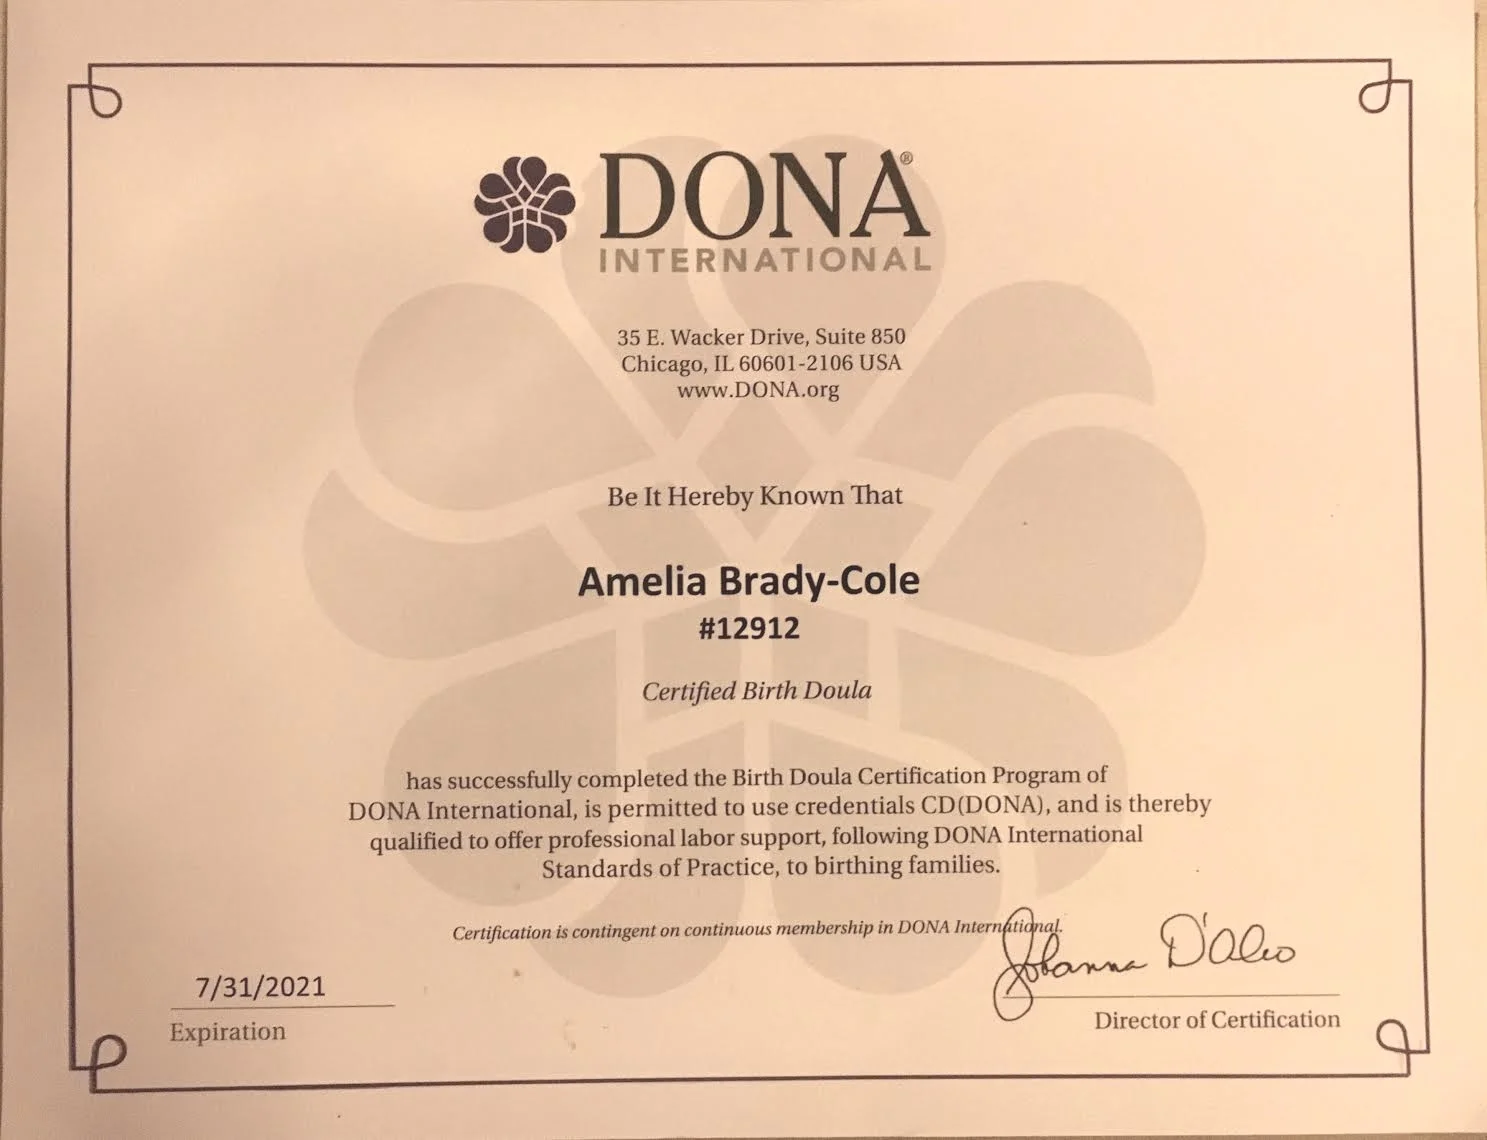 DONA®
INTERNATIONAL
35 E. Wacker Drive, Suite 850
Chicago, IL 60601-2106 USA
www.DONA.org
Be It Hereby Known That
Amelia Brady-Cole
#12912
Certified Birth Doula
has successfully completed the Birth Doula Certification Program of
DONA International, is permitted to use credentials CD(DONA), and is thereby
qualified to offer professional labor support, following DONA International
Standards of Practice, to birthing families.
Certification is contingent on continuous membership in DONA International.
Johanna D'Aleo
7/31/2021
Expiration
Director of Certification